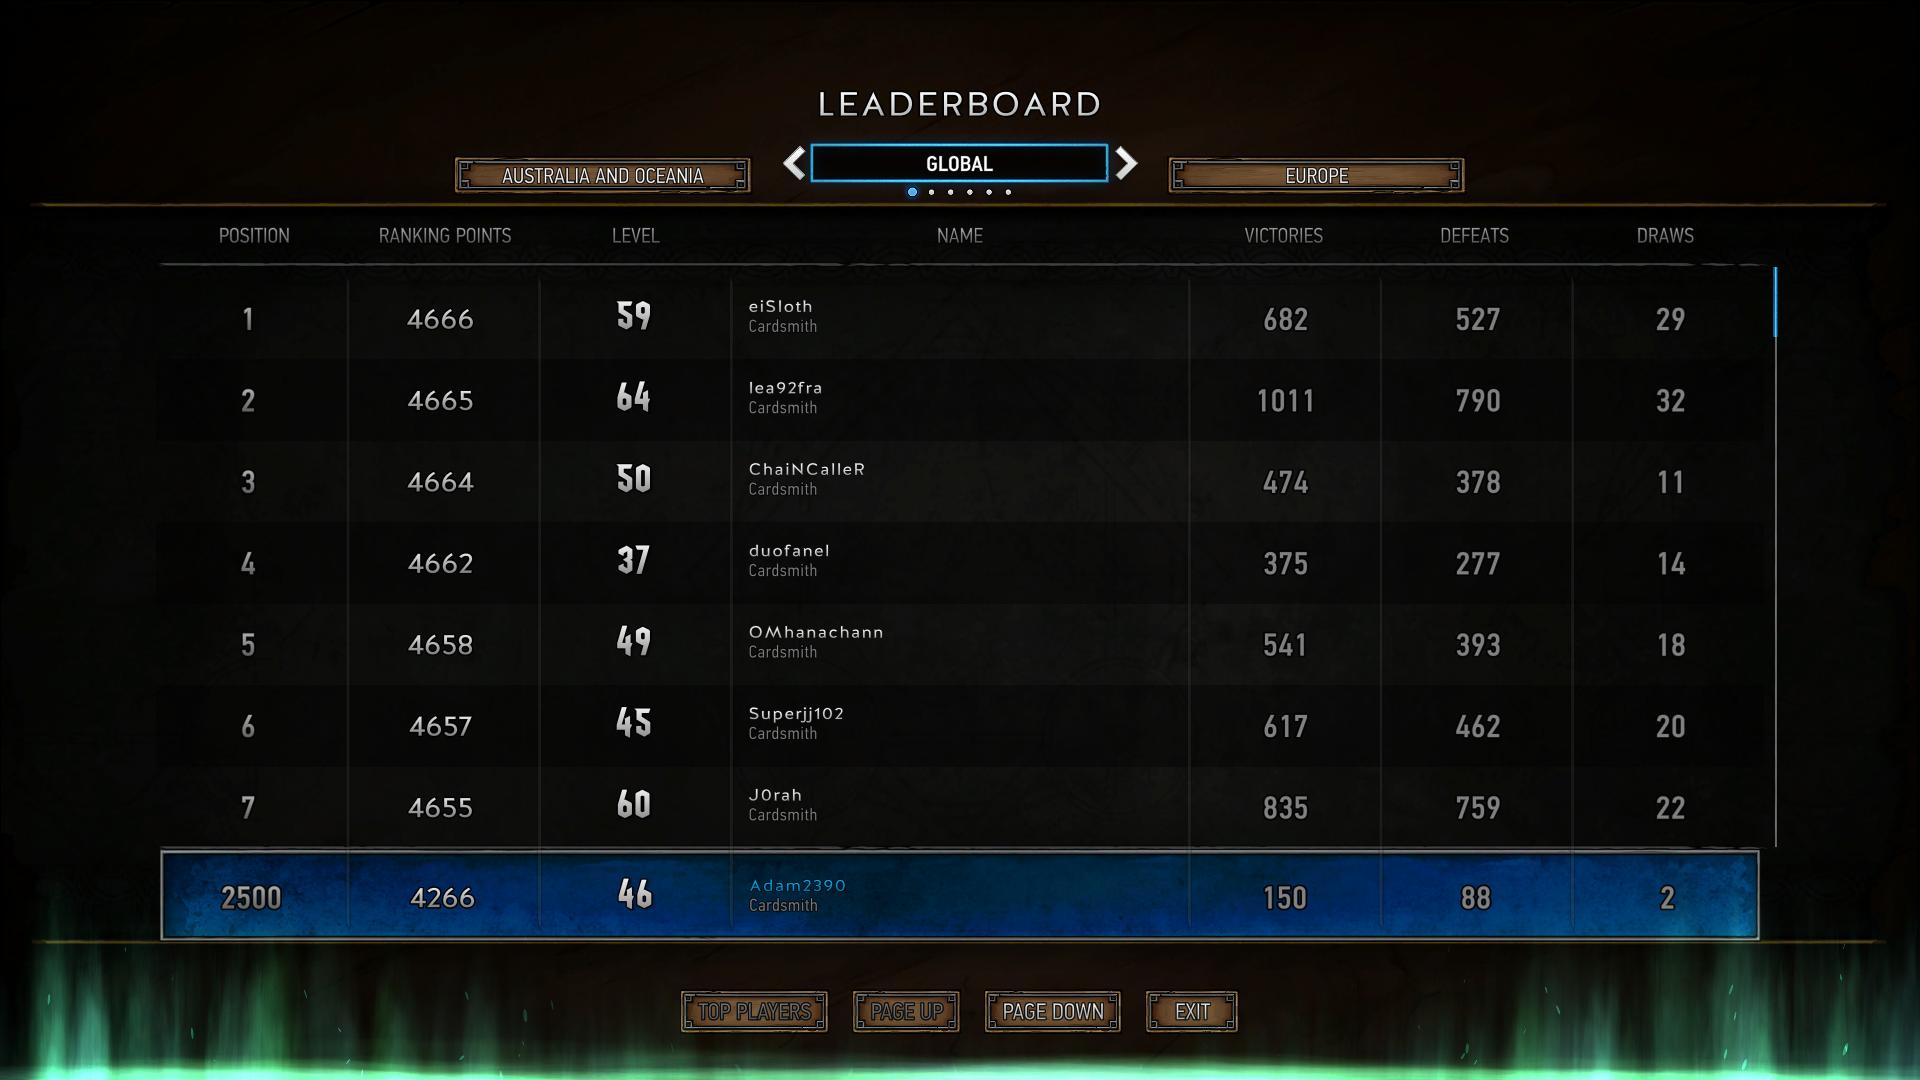 LEADERBOARD
AUSTRALIA AND OCEANIA
GLOBAL
EUROPE
POSITION RANKING POINTS LEVEL NAME VICTORIES DEFEATS DRAWS
1 4666 59 eiSloth 682 527 29
Cardsmith
2 4665 64 lea92fra 1011 790 32
Cardsmith
3 4664 50 ChaiNCalleR 474 378 11
Cardsmith
4 4662 37 duofanel 375 277 14
Cardsmith
5 4658 49 OMhanachann 541 393 18
Cardsmith
6 4657 45 Superjj102 617 462 20
Cardsmith
7 4655 60 J0rah 835 759 22
Cardsmith
2500 4266 46 Adam2390 150 88 2
Cardsmith
TOP PLAYERS PAGE UP PAGE DOWN EXIT